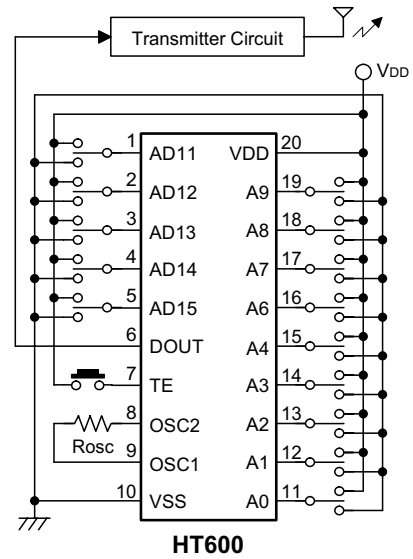 Transmitter Circuit
VDD
1 AD11 VDD 20
2 AD12 A9 19
3 AD13 A8 18
4 AD14 A7 17
5 AD15 A6 16
6 DOUT A4 15
7 TE A3 14
8 OSC2 A2 13
Rosc
9 OSC1 A1 12
10 VSS A0 11
HT600